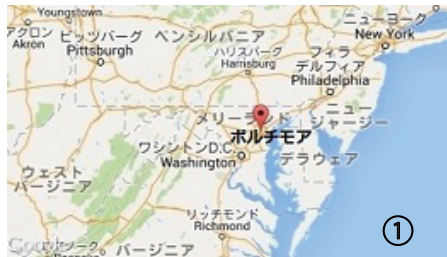 Youngstown
ニューヨーク
New York
アクロン
Akron
ピッツバーグ
Pittsburgh
ペンシルバニア
ハリスバーグ
Harrisburg
フィラ
デルフィア
Philadelphia
メリーランド
ニュー
ジャージー
ボルチモア
ワシントンD.C.
Washington
デラウェア
ウェスト
バージニア
リッチモンド
Richmond
バージニア
Google
①